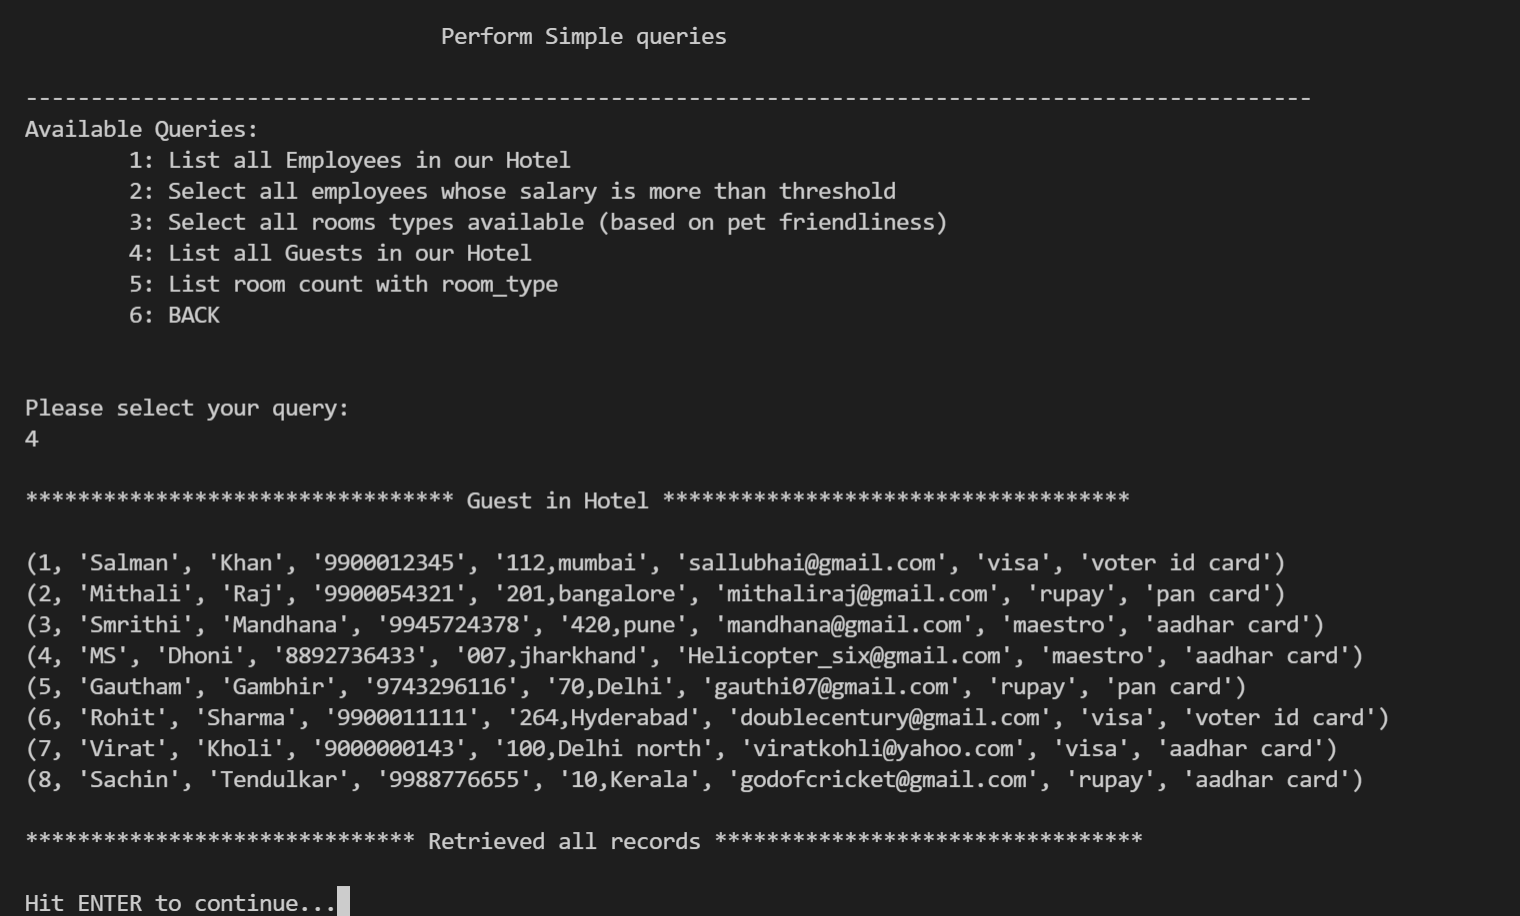 Perform Simple queries
---------------------------------------------------------------------------------------------------
Available Queries:
1: List all Employees in our Hotel
2: Select all employees whose salary is more than threshold
3: Select all rooms types available (based on pet friendliness)
4: List all Guests in our Hotel
5: List room count with room_type
6: BACK
Please select your query:
4
********************************* Guest in Hotel ************************************
(1, 'Salman', 'Khan', '9900012345', '112,mumbai', 'sallubhai@gmail.com', 'visa', 'voter id card')
(2, 'Mithali', 'Raj', '9900054321', '201,bangalore', 'mithaliraj@gmail.com', 'rupay', 'pan card')
(3, 'Smrithi', 'Mandhana', '9945724378', '420,pune', 'mandhana@gmail.com', 'maestro', 'aadhar card')
(4, 'MS', 'Dhoni', '8892736433', '007,jharkhand', 'Helicopter_six@gmail.com', 'maestro', 'aadhar card')
(5, 'Gautham', 'Gambhir', '9743296116', '70,Delhi', 'gauthi07@gmail.com', 'rupay', 'pan card')
(6, 'Rohit', 'Sharma', '9900011111', '264,Hyderabad', 'doublecentury@gmail.com', 'visa', 'voter id card')
(7, 'Virat', 'Kholi', '9000000143', '100,Delhi north', 'viratkohli@yahoo.com', 'visa', 'aadhar card')
(8, 'Sachin', 'Tendulkar', '9988776655', '10,Kerala', 'godofcricket@gmail.com', 'rupay', 'aadhar card')
****************************** Retrieved all records *********************************
Hit ENTER to continue...